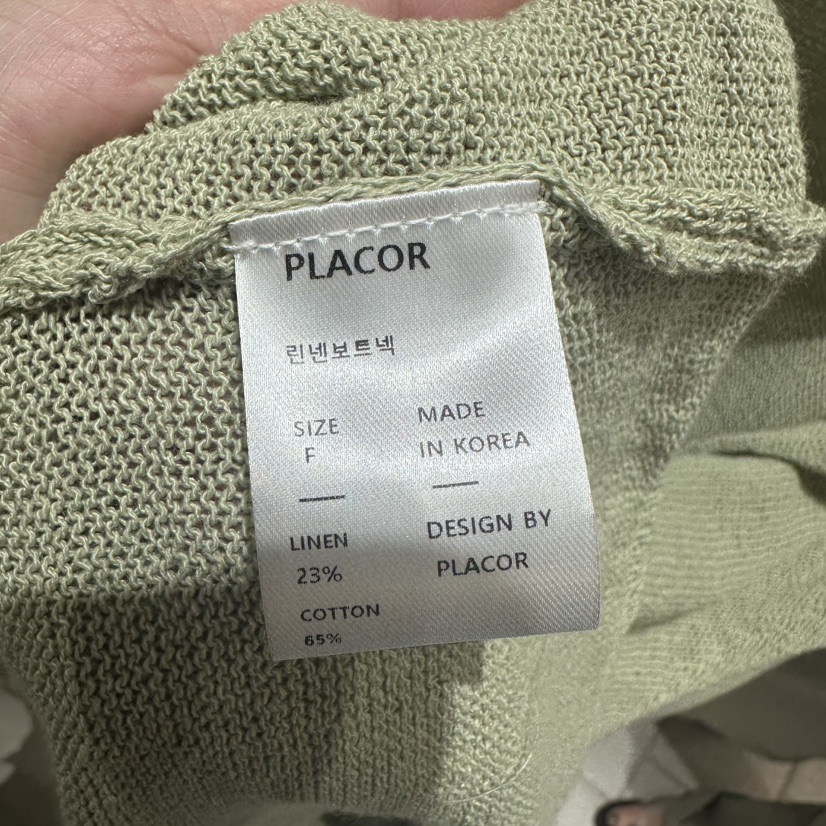 PLACOR
린넨보트넥
SIZE
F
MADE
IN KOREA
LINEN
23%
COTTON
65%
DESIGN BY
PLACOR